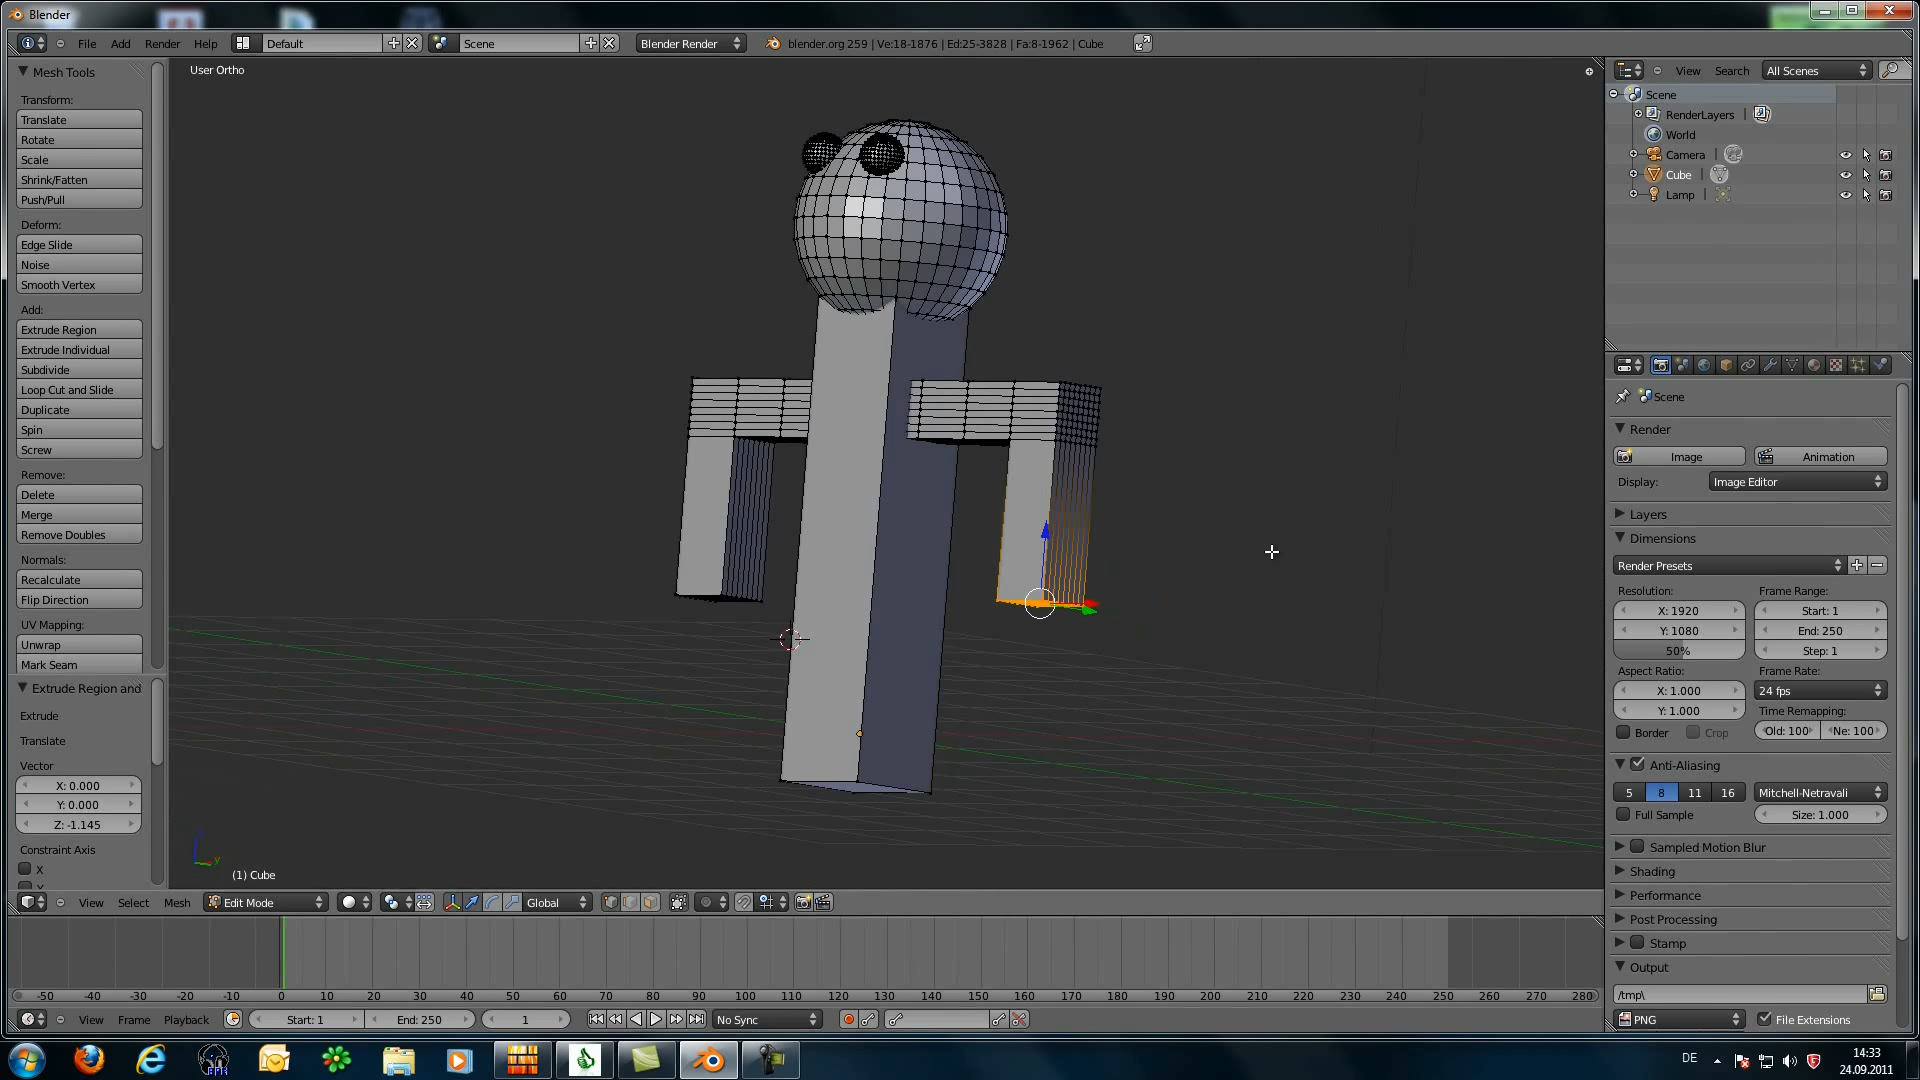 Blender
File Add Render Help Default Scene Blender Render blender.org 259 | Ve:18-1876 | Ed:25-3828 | Fa:8-1962 | Cube
Mesh Tools
Transform:
Translate
Rotate
Scale
Shrink/Fatten
Push/Pull
Deform:
Edge Slide
Noise
Smooth Vertex
Add:
Extrude Region
Extrude Individual
Subdivide
Loop Cut and Slide
Duplicate
Spin
Screw
Remove:
Delete
Merge
Remove Doubles
Normals:
Recalculate
Flip Direction
UV Mapping:
Unwrap
Mark Seam
Extrude Region and
Extrude
Translate
Vector
X: 0.000
Y: 0.000
Z: -1.145
Constraint Axis
X
User Ortho
(1) Cube
View Select Mesh Edit Mode Global
-50 -40 -30 -20 -10 0 10 20 30 40 50 60 70 80 90 100 110 120 130 140 150 160 170 180 190 200 210 220 230 240 250 260 270 280
View Frame Playback Start: 1 End: 250 1 No Sync
View Search All Scenes
Scene
RenderLayers |
World
Camera |
Cube |
Lamp |
Scene
Render
Image Animation
Display: Image Editor
Layers
Dimensions
Render Presets
Resolution: Frame Range:
X: 1920 Start: 1
Y: 1080 End: 250
50% Step: 1
Aspect Ratio: Frame Rate:
X: 1.000 24 fps
Y: 1.000 Time Remapping:
Border Crop Old: 100 Ne: 100
Anti-Aliasing
5 8 11 16 Mitchell-Netravali
Full Sample Size: 1.000
Sampled Motion Blur
Shading
Performance
Post Processing
Stamp
Output
/tmp\
PNG File Extensions
DE 14:33
24.09.2011